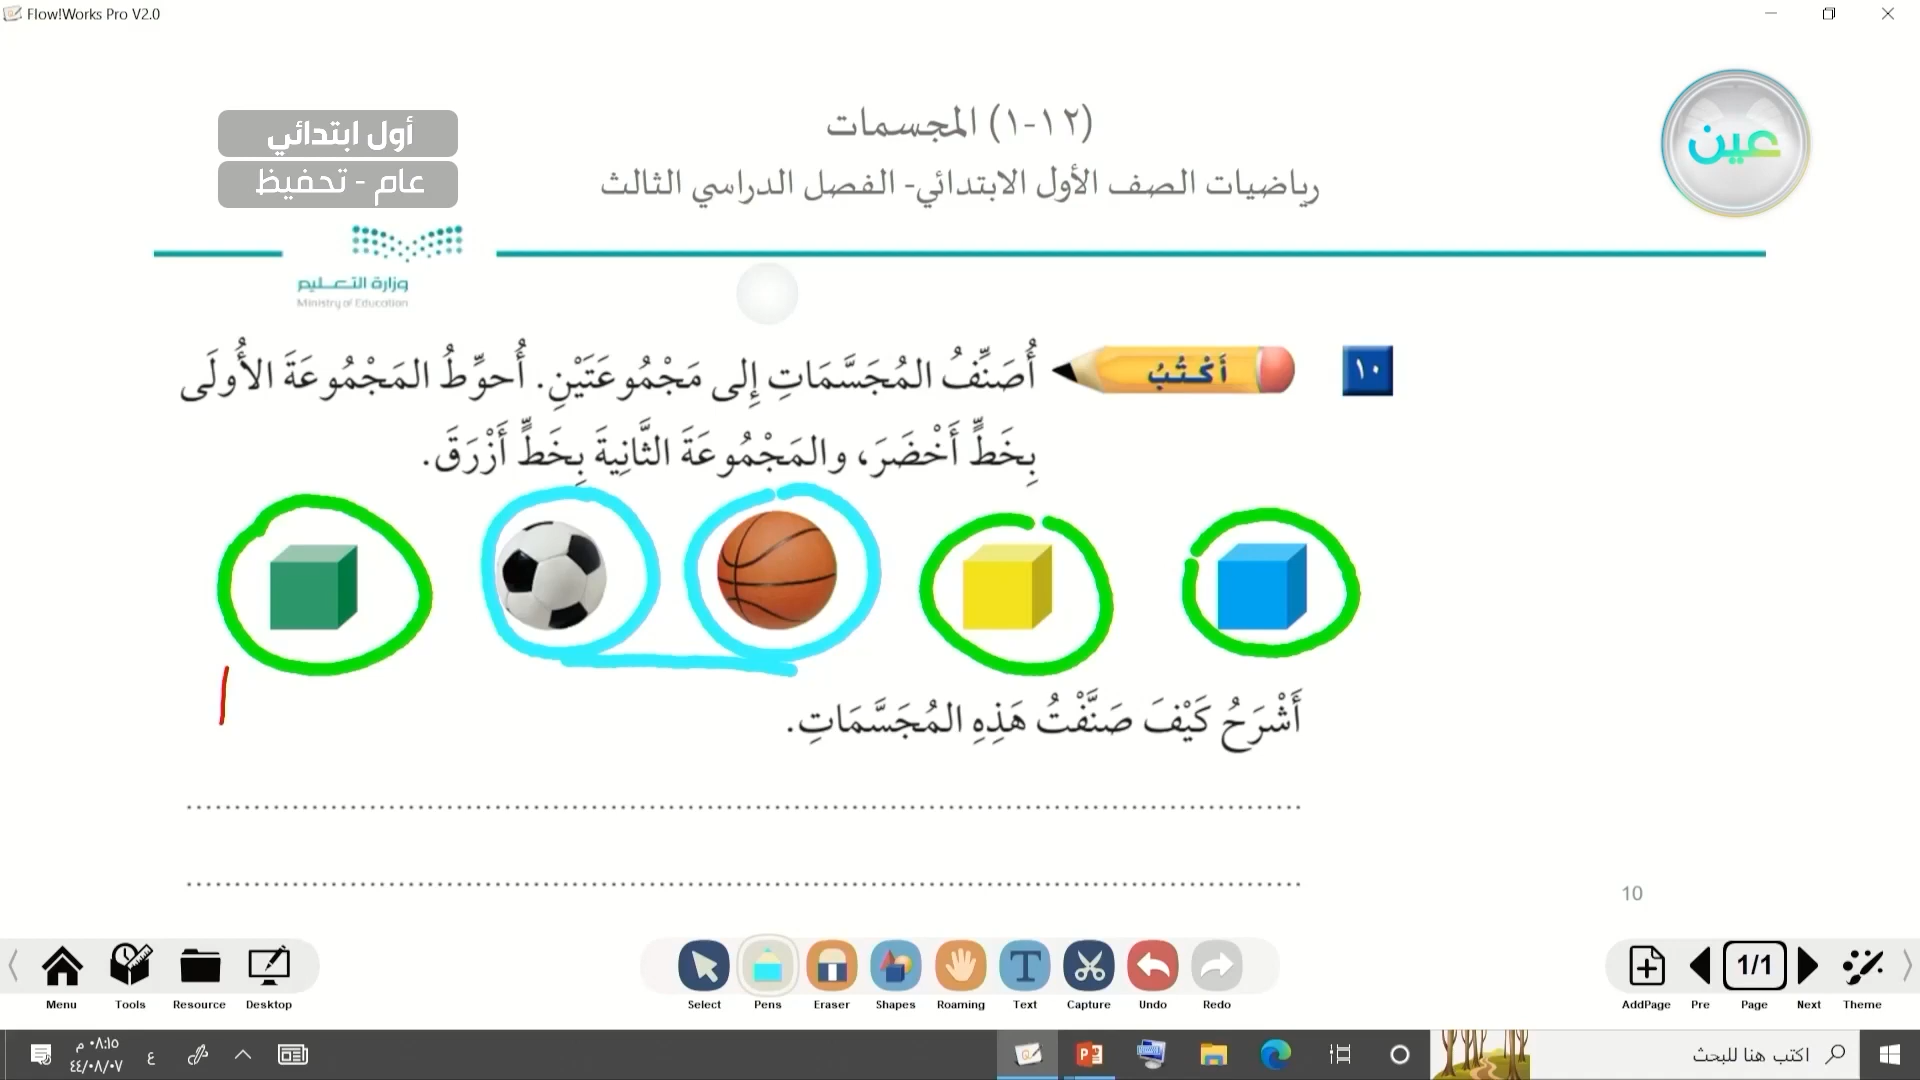 Flow!Works Pro V2.0
عين
(١٢-١) المجسمات
رياضيات الصف الأول الابتدائي- الفصل الدراسي الثالث
أول ابتدائي
عام - تحفيظ
وزارة التعليم
Ministry of Education
١٠
أَكْتُبُ
أُصَنِّفُ المُجَسَّمَاتِ إِلى مَجْمُوعَتَيْنِ. أُحوِّطُ المَجْمُوعَةَ الأُولَى
بِخَطٍّ أَخْضَرَ، والمَجْمُوعَةَ الثَّانِيةَ بِخَطٍّ أَزْرَقَ.
أَشْرَحُ كَيْفَ صَنَّفْتُ هَذِهِ المُجَسَّمَاتِ.
10
Menu Tools Resource Desktop
Select Pens Eraser Shapes Roaming Text Capture Undo Redo
AddPage Pre Page Next Theme
1/1
اكتب هنا للبحث
ع
٠٨:١٥ م
٤٤/٠٨/٠٧